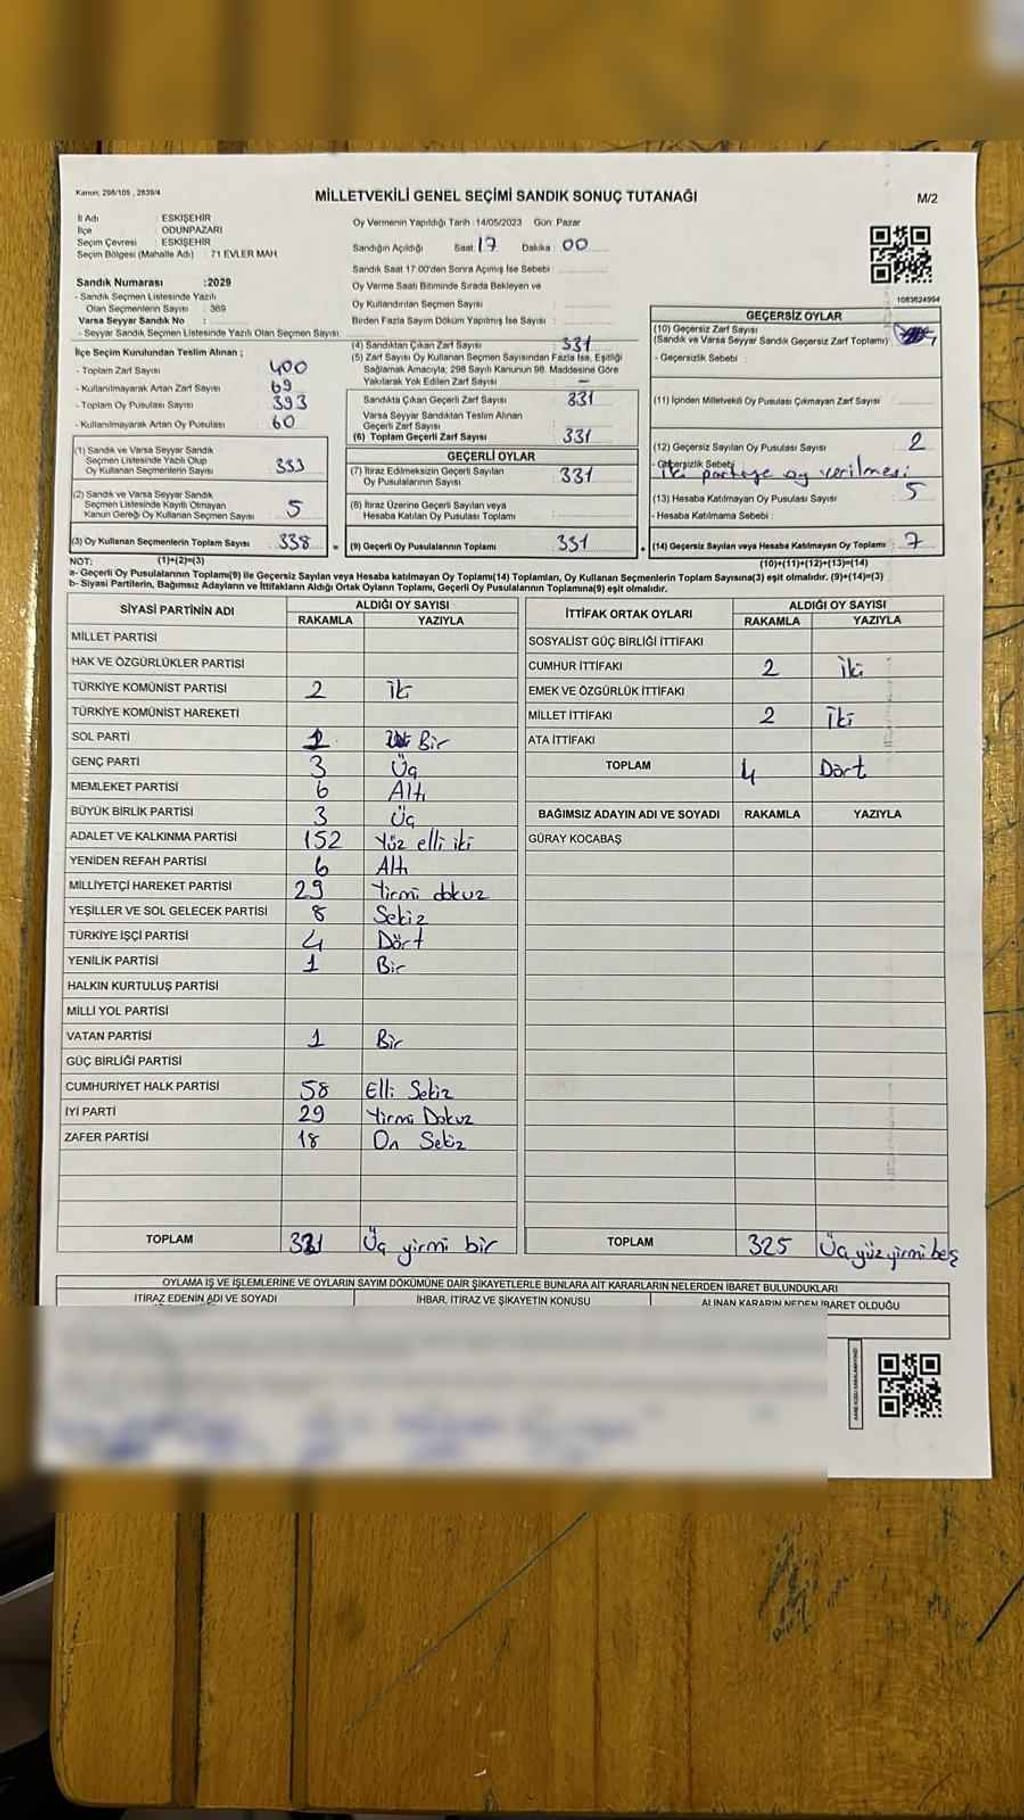 Kanun: 298/105 , 2839/4
MİLLETVEKİLİ GENEL SEÇİMİ SANDIK SONUÇ TUTANAĞI
M/2
İl Adı : ESKİŞEHİR
İlçe : ODUNPAZARI
Seçim Çevresi : ESKİŞEHİR
Seçim Bölgesi (Mahalle Adı) : 71 EVLER MAH
Sandık Numarası :2029
- Sandık Seçmen Listesinde Yazılı
Olan Seçmenlerin Sayısı : 369
Varsa Seyyar Sandık No :
- Seyyar Sandık Seçmen Listesinde Yazılı Olan Seçmen Sayısı:
Oy Vermenin Yapıldığı Tarih :14/05/2023 Gün: Pazar
Sandığın Açıldığı Saat: 17 Dakika: 00
Sandık Saat 17:00'den Sonra Açılmış İse Sebebi :
Oy Verme Saati Bitiminde Sırada Bekleyen ve
Oy Kullandırılan Seçmen Sayısı :
Birden Fazla Sayım Döküm Yapılmış İse Sayısı :
1083624994
İlçe Seçim Kurulundan Teslim Alınan ;
- Toplam Zarf Sayısı : 400
- Kullanılmayarak Artan Zarf Sayısı : 69
- Toplam Oy Pusulası Sayısı : 393
- Kullanılmayarak Artan Oy Pusulası : 60
(1) Sandık ve Varsa Seyyar Sandık
Seçmen Listesinde Yazılı Olup
Oy Kullanan Seçmenlerin Sayısı : 333
(2) Sandık ve Varsa Seyyar Sandık
Seçmen Listesinde Kayıtlı Olmayan
Kanun Gereği Oy Kullanan Seçmen Sayısı : 5
(3) Oy Kullanan Seçmenlerin Toplam Sayısı : 338
(4) Sandıktan Çıkan Zarf Sayısı : 331
(5) Zarf Sayısı Oy Kullanan Seçmen Sayısından Fazla İse, Eşitliği
Sağlamak Amacıyla; 298 Sayılı Kanunun 98. Maddesine Göre
Yakılarak Yok Edilen Zarf Sayısı : —
Sandıkta Çıkan Geçerli Zarf Sayısı : 331
Varsa Seyyar Sandıktan Teslim Alınan
Geçerli Zarf Sayısı :
(6) Toplam Geçerli Zarf Sayısı : 331
GEÇERLİ OYLAR
(7) İtiraz Edilmeksizin Geçerli Sayılan
Oy Pusulalarının Sayısı : 331
(8) İtiraz Üzerine Geçerli Sayılan veya
Hesaba Katılan Oy Pusulası Toplamı :
(9) Geçerli Oy Pusulalarının Toplamı : 331
GEÇERSİZ OYLAR
(10) Geçersiz Zarf Sayısı
(Sandık ve Varsa Seyyar Sandık Geçersiz Zarf Toplamı)
- Geçersizlik Sebebi :
(11) İçinden Milletvekili Oy Pusulası Çıkmayan Zarf Sayısı :
(12) Geçersiz Sayılan Oy Pusulası Sayısı : 2
- Geçersizlik Sebebi : İki partiye oy verilmesi
(13) Hesaba Katılmayan Oy Pusulası Sayısı : 5
- Hesaba Katılmama Sebebi :
(14) Geçersiz Sayılan veya Hesaba Katılmayan Oy Toplamı : 7
NOT: (1)+(2)=(3)
(10)+(11)+(12)+(13)=(14)
a- Geçerli Oy Pusulalarının Toplamı(9) ile Geçersiz Sayılan veya Hesaba katılmayan Oy Toplamı(14) Toplamları, Oy Kullanan Seçmenlerin Toplam Sayısına(3) eşit olmalıdır. (9)+(14)=(3)
b- Siyasi Partilerin, Bağımsız Adayların ve İttifakların Aldığı Ortak Oyların Toplamı, Geçerli Oy Pusulalarının Toplamına(9) eşit olmalıdır.
SİYASİ PARTİNİN ADI ALDIĞI OY SAYISI
RAKAMLA YAZIYLA
MİLLET PARTİSİ
HAK VE ÖZGÜRLÜKLER PARTİSİ
TÜRKİYE KOMÜNİST PARTİSİ 2 İki
TÜRKİYE KOMÜNİST HAREKETİ
SOL PARTİ 1 Bir
GENÇ PARTİ 3 Üç
MEMLEKET PARTİSİ 6 Altı
BÜYÜK BİRLİK PARTİSİ 3 Üç
ADALET VE KALKINMA PARTİSİ 152 Yüz elli iki
YENİDEN REFAH PARTİSİ 6 Altı
MİLLİYETÇİ HAREKET PARTİSİ 29 Yirmi dokuz
YEŞİLLER VE SOL GELECEK PARTİSİ 8 Sekiz
TÜRKİYE İŞÇİ PARTİSİ 4 Dört
YENİLİK PARTİSİ 1 Bir
HALKIN KURTULUŞ PARTİSİ
MİLLİ YOL PARTİSİ
VATAN PARTİSİ 1 Bir
GÜÇ BİRLİĞİ PARTİSİ
CUMHURİYET HALK PARTİSİ 58 Elli Sekiz
İYİ PARTİ 29 Yirmi Dokuz
ZAFER PARTİSİ 18 On Sekiz
TOPLAM 321 Üç yirmi bir
İTTİFAK ORTAK OYLARI ALDIĞI OY SAYISI
RAKAMLA YAZIYLA
SOSYALİST GÜÇ BİRLİĞİ İTTİFAKI
CUMHUR İTTİFAKI 2 İki
EMEK VE ÖZGÜRLÜK İTTİFAKI
MİLLET İTTİFAKI 2 İki
ATA İTTİFAKI
TOPLAM 4 Dört
BAĞIMSIZ ADAYIN ADI VE SOYADI RAKAMLA YAZIYLA
GÜRAY KOCABAŞ
TOPLAM 325 Üç yüz yirmi beş
OYLAMA İŞ VE İŞLEMLERİNE VE OYLARIN SAYIM DÖKÜMÜNE DAİR ŞİKAYETLERLE BUNLARA AİT KARARLARIN NELERDEN İBARET BULUNDUKLARI
İTİRAZ EDENİN ADI VE SOYADI İHBAR, İTİRAZ VE ŞİKAYETİN KONUSU ALINAN KARARIN NEDEN İBARET OLDUĞU